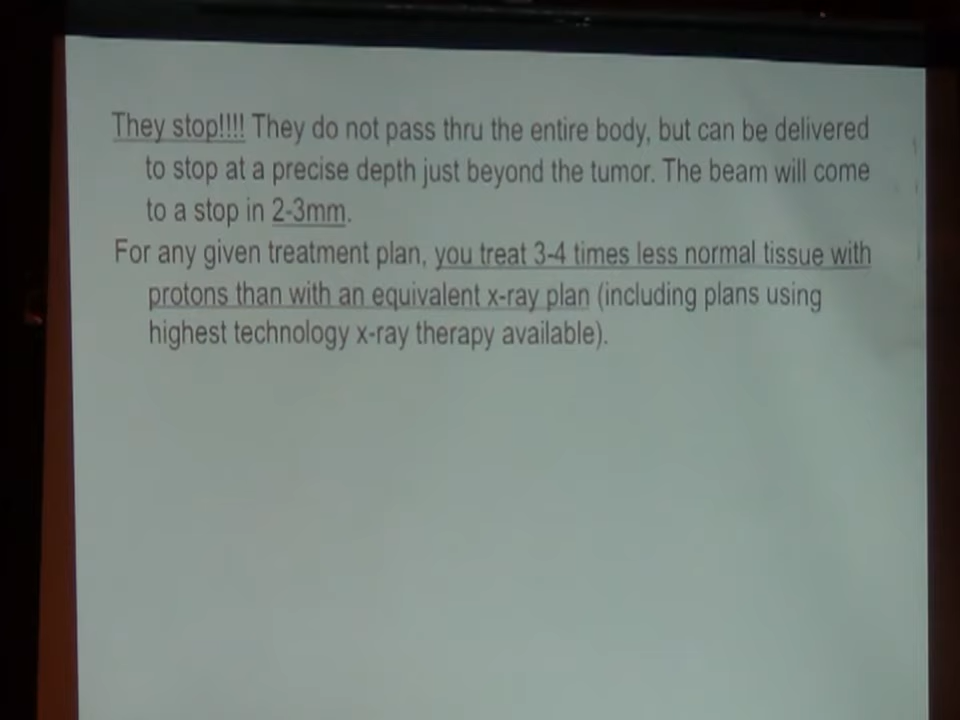 They stop!!!! They do not pass thru the entire body, but can be delivered
to stop at a precise depth just beyond the tumor. The beam will come
to a stop in 2-3mm.
For any given treatment plan, you treat 3-4 times less normal tissue with
protons than with an equivalent x-ray plan (including plans using
highest technology x-ray therapy available).